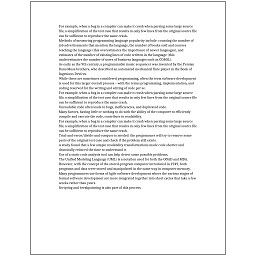 For example, when a bug in a compiler can make it crash when parsing some large source
file, a simplification of the test case that results in only few lines from the original source file
can be sufficient to reproduce the same crash.
Methods of measuring programming language popularity include: counting the number of
job advertisements that mention the language, the number of books sold and courses
teaching the language (this overestimates the importance of newer languages), and
estimates of the number of existing lines of code written in the language (this
underestimates the number of users of business languages such as COBOL).
As early as the 9th century, a programmable music sequencer was invented by the Persian
Banu Musa brothers, who described an automated mechanical flute player in the Book of
Ingenious Devices.
While these are sometimes considered programming, often the term software development
is used for this larger overall process – with the terms programming, implementation, and
coding reserved for the writing and editing of code per se.
For example, when a bug in a compiler can make it crash when parsing some large source
file, a simplification of the test case that results in only few lines from the original source file
can be sufficient to reproduce the same crash.
Unreadable code often leads to bugs, inefficiencies, and duplicated code.
Many factors, having little or nothing to do with the ability of the computer to efficiently
compile and execute the code, contribute to readability.
For example, when a bug in a compiler can make it crash when parsing some large source
file, a simplification of the test case that results in only few lines from the original source file
can be sufficient to reproduce the same crash.
Trial-and-error/divide-and-conquer is needed: the programmer will try to remove some
parts of the original test case and check if the problem still exists.
A study found that a few simple readability transformations made code shorter and
drastically reduced the time to understand it.
Use of a static code analysis tool can help detect some possible problems.
The Unified Modeling Language (UML) is a notation used for both the OOAD and MDA.
However, with the concept of the stored-program computer introduced in 1949, both
programs and data were stored and manipulated in the same way in computer memory.
Many programmers use forms of Agile software development where the various stages of
formal software development are more integrated together into short cycles that take a few
weeks rather than years.
Scripting and breakpointing is also part of this process.